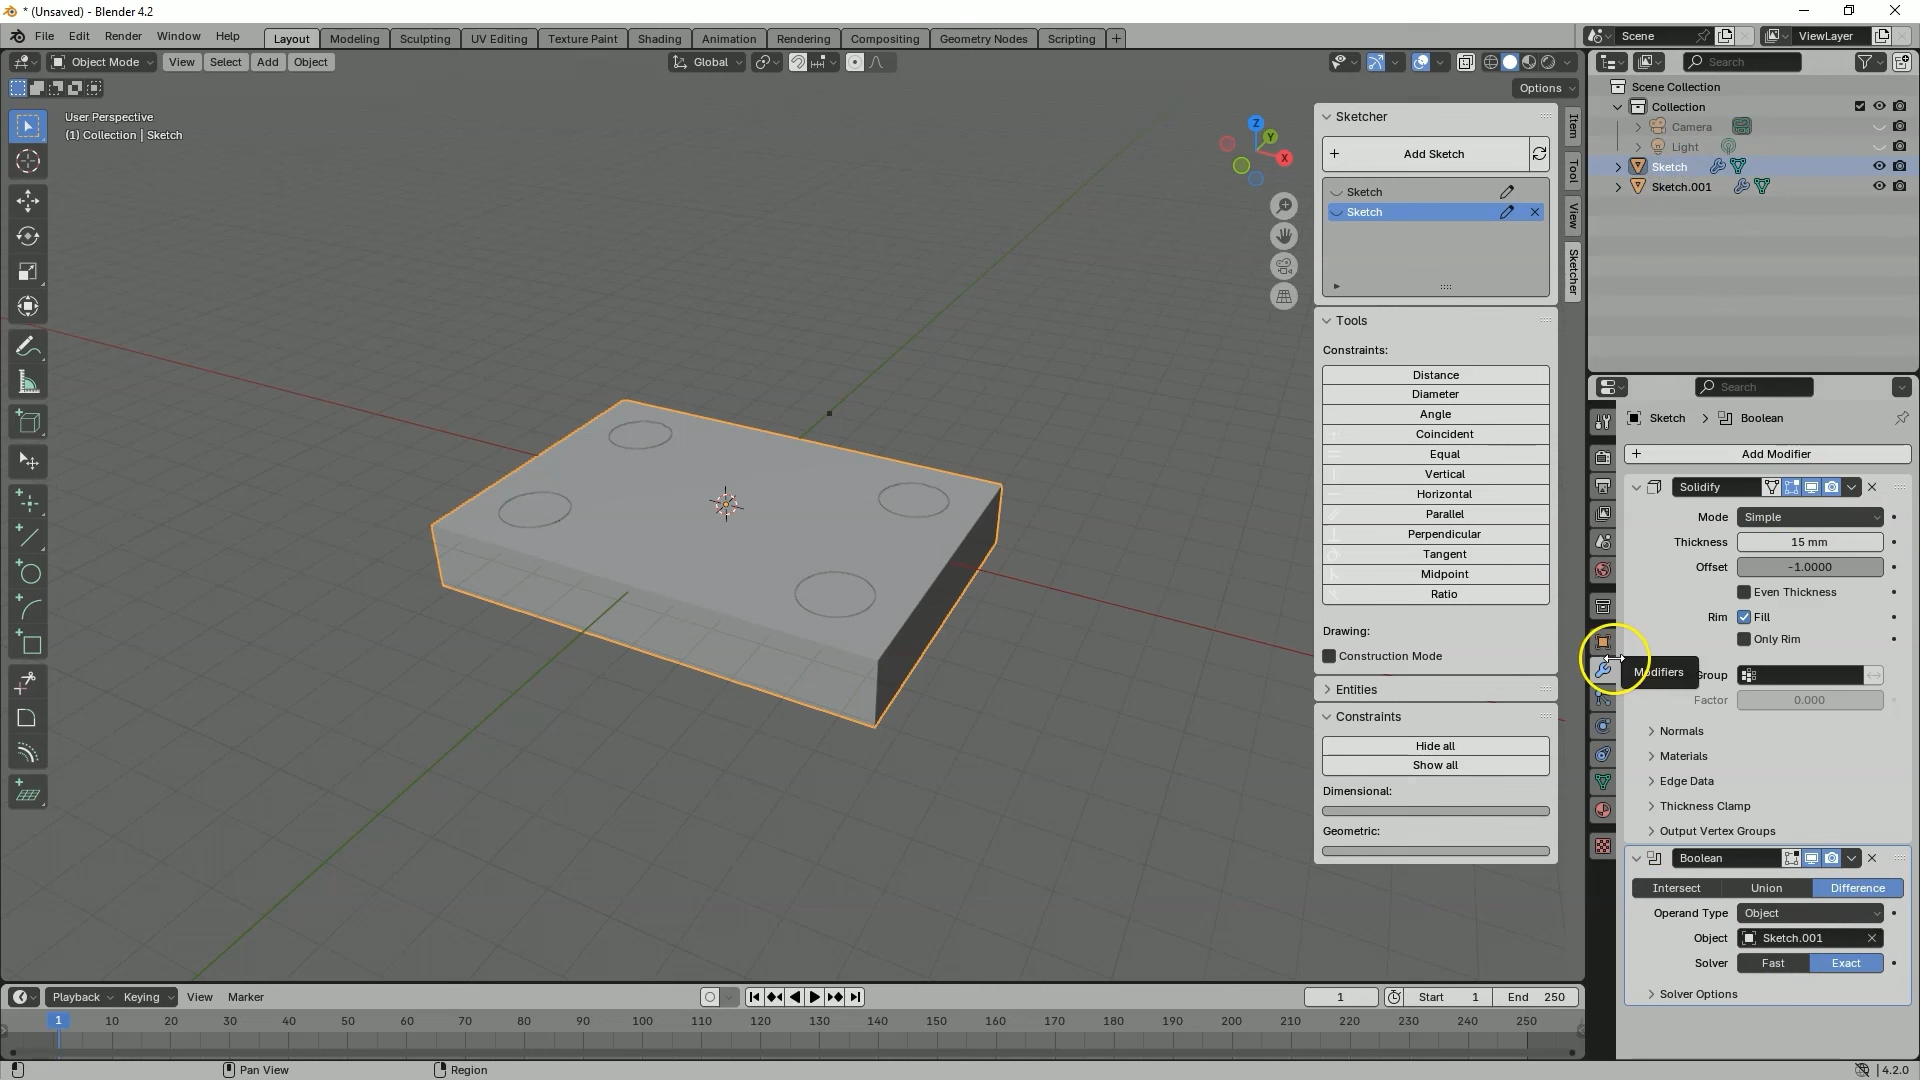 * (Unsaved) - Blender 4.2
File Edit Render Window Help
Layout Modeling Sculpting UV Editing Texture Paint Shading Animation Rendering Compositing Geometry Nodes Scripting +
Scene
ViewLayer
Object Mode View Select Add Object
Global
Options
User Perspective
(1) Collection | Sketch
Z
Y
X
Sketcher
+ Add Sketch
Sketch
Sketch
Tools
Constraints:
Distance
Diameter
Angle
Coincident
Equal
Vertical
Horizontal
Parallel
Perpendicular
Tangent
Midpoint
Ratio
Drawing:
Construction Mode
Entities
Constraints
Hide all
Show all
Dimensional:
Geometric:
Item
Tool
View
Sketcher
Search
Scene Collection
Collection
Camera
Light
Sketch
Sketch.001
Search
Sketch > Boolean
+ Add Modifier
Solidify
Mode Simple
Thickness 15 mm
Offset -1.0000
Even Thickness
Rim Fill
Only Rim
Modifiers
Group
Factor 0.000
Normals
Materials
Edge Data
Thickness Clamp
Output Vertex Groups
Boolean
Intersect Union Difference
Operand Type Object
Object Sketch.001
Solver Fast Exact
Solver Options
Playback Keying View Marker
1
Start 1
End 250
1 10 20 30 40 50 60 70 80 90 100 110 120 130 140 150 160 170 180 190 200 210 220 230 240 250
Pan View
Region
4.2.0